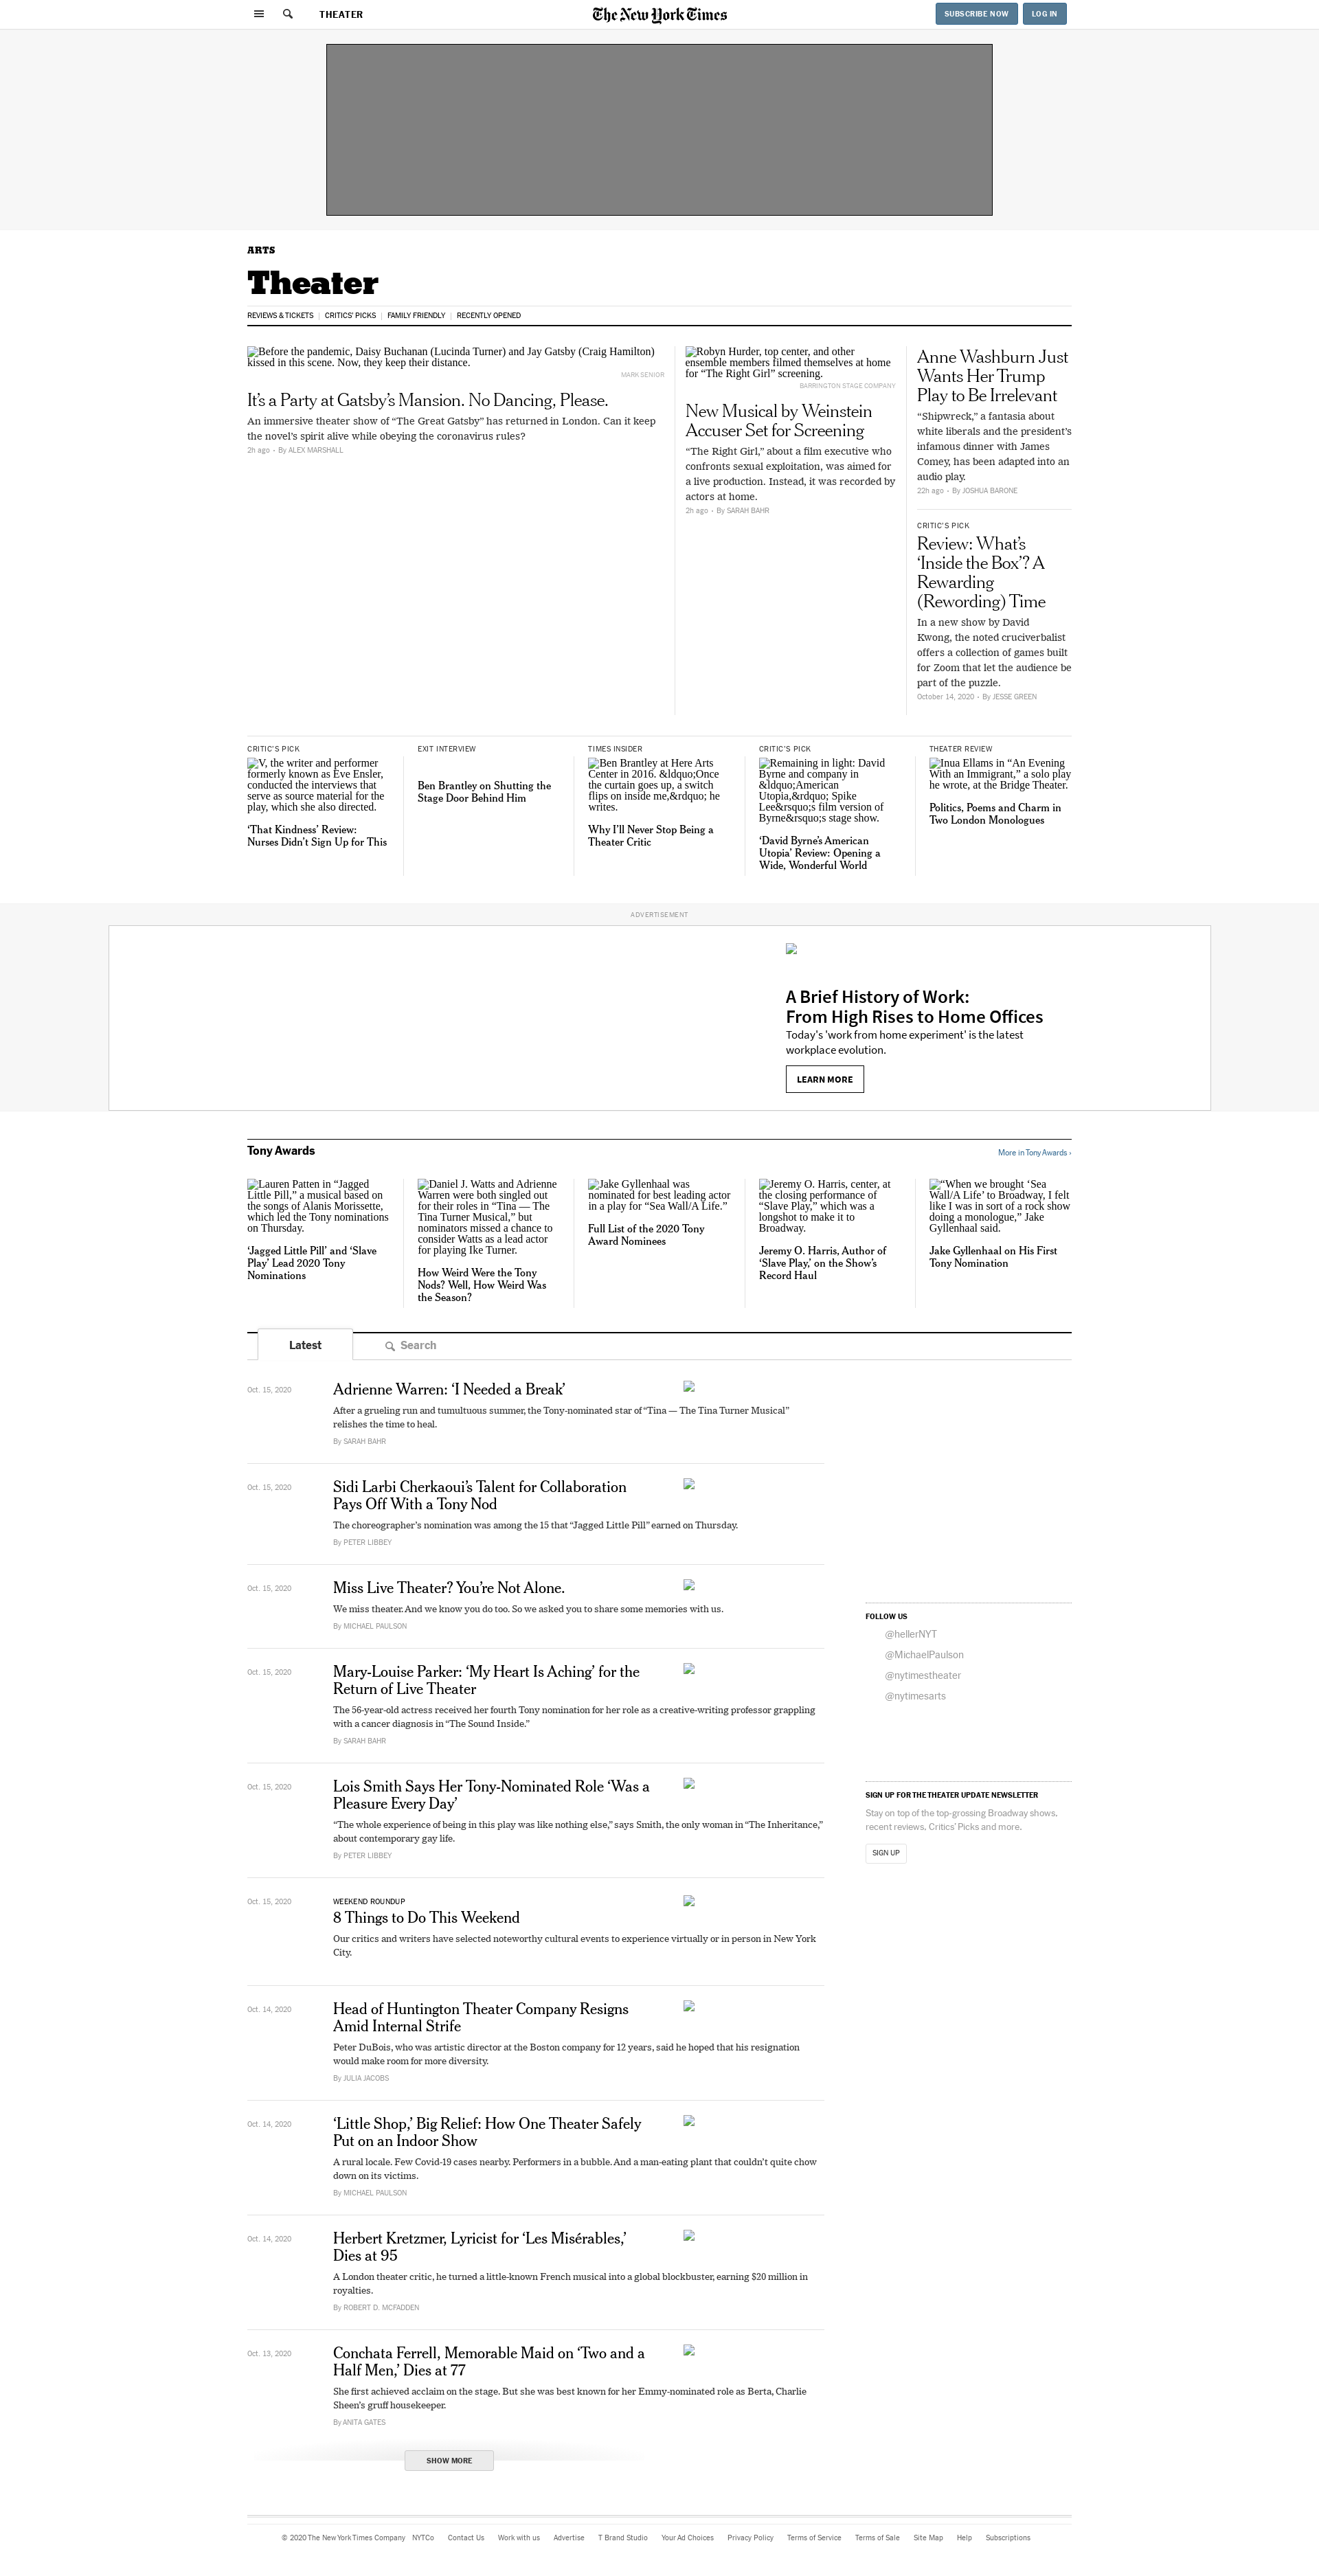 THEATER
The New York Times
SUBSCRIBE NOW
LOG IN
ARTS
Theater
REVIEWS & TICKETS | CRITICS' PICKS | FAMILY FRIENDLY | RECENTLY OPENED
Before the pandemic, Daisy Buchanan (Lucinda Turner) and Jay Gatsby (Craig Hamilton)
kissed in this scene. Now, they keep their distance.
MARK SENIOR
It’s a Party at Gatsby’s Mansion. No Dancing, Please.
An immersive theater show of “The Great Gatsby” has returned in London. Can it keep
the novel’s spirit alive while obeying the coronavirus rules?
2h ago • By ALEX MARSHALL
Robyn Hurder, top center, and other
ensemble members filmed themselves at home
for “The Right Girl” screening.
BARRINGTON STAGE COMPANY
New Musical by Weinstein
Accuser Set for Screening
“The Right Girl,” about a film executive who
confronts sexual exploitation, was aimed for
a live production. Instead, it was recorded by
actors at home.
2h ago • By SARAH BAHR
Anne Washburn Just
Wants Her Trump
Play to Be Irrelevant
“Shipwreck,” a fantasia about
white liberals and the president’s
infamous dinner with James
Comey, has been adapted into an
audio play.
22h ago • By JOSHUA BARONE
CRITIC’S PICK
Review: What’s
‘Inside the Box’? A
Rewarding
(Rewording) Time
In a new show by David
Kwong, the noted cruciverbalist
offers a collection of games built
for Zoom that let the audience be
part of the puzzle.
October 14, 2020 • By JESSE GREEN
CRITIC’S PICK
V, the writer and performer
formerly known as Eve Ensler,
conducted the interviews that
serve as source material for the
play, which she also directed.
‘That Kindness’ Review:
Nurses Didn’t Sign Up for This
EXIT INTERVIEW
Ben Brantley on Shutting the
Stage Door Behind Him
TIMES INSIDER
Ben Brantley at Here Arts
Center in 2016. &ldquo;Once
the curtain goes up, a switch
flips on inside me,&rdquo; he
writes.
Why I’ll Never Stop Being a
Theater Critic
CRITIC’S PICK
Remaining in light: David
Byrne and company in
&ldquo;American
Utopia,&rdquo; Spike
Lee&rsquo;s film version of
Byrne&rsquo;s stage show.
‘David Byrne’s American
Utopia’ Review: Opening a
Wide, Wonderful World
THEATER REVIEW
Inua Ellams in “An Evening
With an Immigrant,” a solo play
he wrote, at the Bridge Theater.
Politics, Poems and Charm in
Two London Monologues
ADVERTISEMENT
A Brief History of Work:
From High Rises to Home Offices
Today's 'work from home experiment' is the latest
workplace evolution.
LEARN MORE
Tony Awards
More in Tony Awards ›
Lauren Patten in “Jagged
Little Pill,” a musical based on
the songs of Alanis Morissette,
which led the Tony nominations
on Thursday.
‘Jagged Little Pill’ and ‘Slave
Play’ Lead 2020 Tony
Nominations
Daniel J. Watts and Adrienne
Warren were both singled out
for their roles in “Tina — The
Tina Turner Musical,” but
nominators missed a chance to
consider Watts as a lead actor
for playing Ike Turner.
How Weird Were the Tony
Nods? Well, How Weird Was
the Season?
Jake Gyllenhaal was
nominated for best leading actor
in a play for “Sea Wall/A Life.”
Full List of the 2020 Tony
Award Nominees
Jeremy O. Harris, center, at
the closing performance of
“Slave Play,” which was a
longshot to make it to
Broadway.
Jeremy O. Harris, Author of
‘Slave Play,’ on the Show’s
Record Haul
“When we brought ‘Sea
Wall/A Life’ to Broadway, I felt
like I was in sort of a rock show
doing a monologue,” Jake
Gyllenhaal said.
Jake Gyllenhaal on His First
Tony Nomination
Latest
Search
Oct. 15, 2020
Adrienne Warren: ‘I Needed a Break’
After a grueling run and tumultuous summer, the Tony-nominated star of “Tina — The Tina Turner Musical”
relishes the time to heal.
By SARAH BAHR
Oct. 15, 2020
Sidi Larbi Cherkaoui’s Talent for Collaboration
Pays Off With a Tony Nod
The choreographer’s nomination was among the 15 that “Jagged Little Pill” earned on Thursday.
By PETER LIBBEY
Oct. 15, 2020
Miss Live Theater? You’re Not Alone.
We miss theater. And we know you do too. So we asked you to share some memories with us.
By MICHAEL PAULSON
Oct. 15, 2020
Mary-Louise Parker: ‘My Heart Is Aching’ for the
Return of Live Theater
The 56-year-old actress received her fourth Tony nomination for her role as a creative-writing professor grappling
with a cancer diagnosis in “The Sound Inside.”
By SARAH BAHR
Oct. 15, 2020
Lois Smith Says Her Tony-Nominated Role ‘Was a
Pleasure Every Day’
“The whole experience of being in this play was like nothing else,” says Smith, the only woman in “The Inheritance,”
about contemporary gay life.
By PETER LIBBEY
Oct. 15, 2020
WEEKEND ROUNDUP
8 Things to Do This Weekend
Our critics and writers have selected noteworthy cultural events to experience virtually or in person in New York
City.
Oct. 14, 2020
Head of Huntington Theater Company Resigns
Amid Internal Strife
Peter DuBois, who was artistic director at the Boston company for 12 years, said he hoped that his resignation
would make room for more diversity.
By JULIA JACOBS
Oct. 14, 2020
‘Little Shop,’ Big Relief: How One Theater Safely
Put on an Indoor Show
A rural locale. Few Covid-19 cases nearby. Performers in a bubble. And a man-eating plant that couldn’t quite chow
down on its victims.
By MICHAEL PAULSON
Oct. 14, 2020
Herbert Kretzmer, Lyricist for ‘Les Misérables,’
Dies at 95
A London theater critic, he turned a little-known French musical into a global blockbuster, earning $20 million in
royalties.
By ROBERT D. MCFADDEN
Oct. 13, 2020
Conchata Ferrell, Memorable Maid on ‘Two and a
Half Men,’ Dies at 77
She first achieved acclaim on the stage. But she was best known for her Emmy-nominated role as Berta, Charlie
Sheen’s gruff housekeeper.
By ANITA GATES
SHOW MORE
FOLLOW US
@hellerNYT
@MichaelPaulson
@nytimestheater
@nytimesarts
SIGN UP FOR THE THEATER UPDATE NEWSLETTER
Stay on top of the top-grossing Broadway shows,
recent reviews, Critics’ Picks and more.
SIGN UP
© 2020 The New York Times Company NYTCo Contact Us Work with us Advertise T Brand Studio Your Ad Choices Privacy Policy Terms of Service Terms of Sale Site Map Help Subscriptions